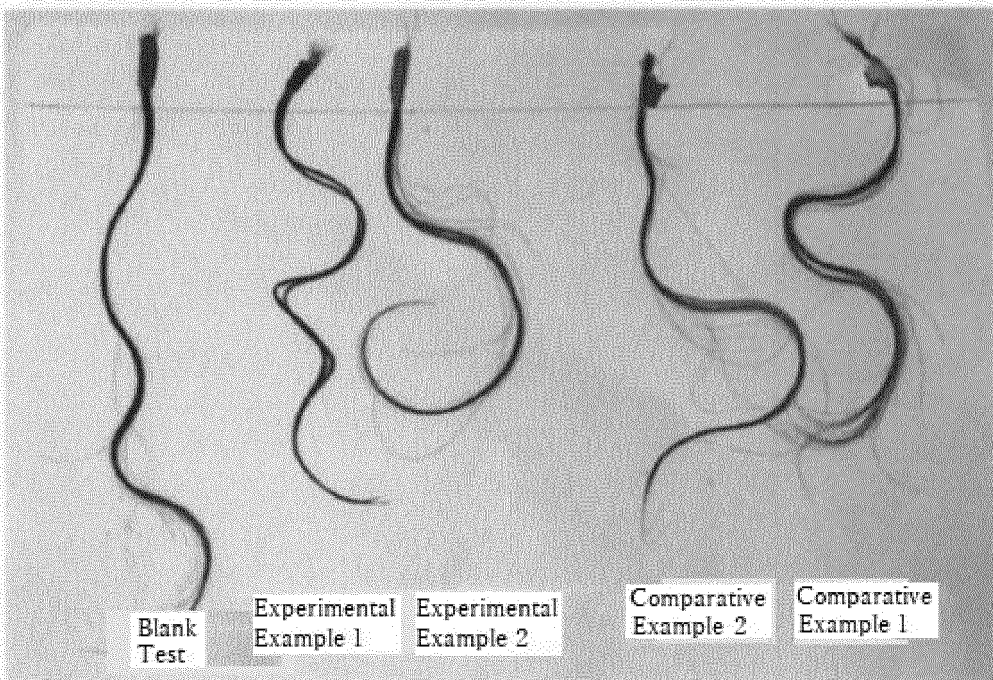 Blank
Test
Experimental
Example 1
Experimental
Example 2
Comparative
Example 2
Comparative
Example 1